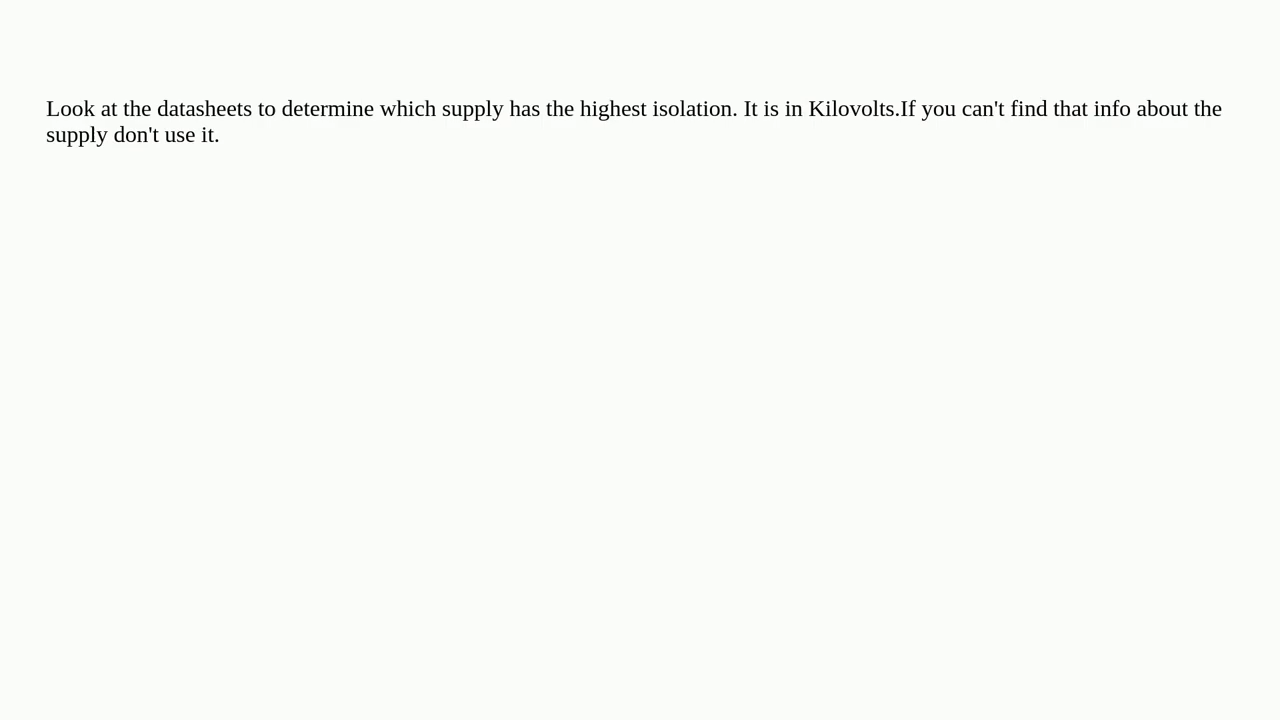 Look at the datasheets to determine which supply has the highest isolation. It is in Kilovolts.If you can't find that info about the
supply don't use it.